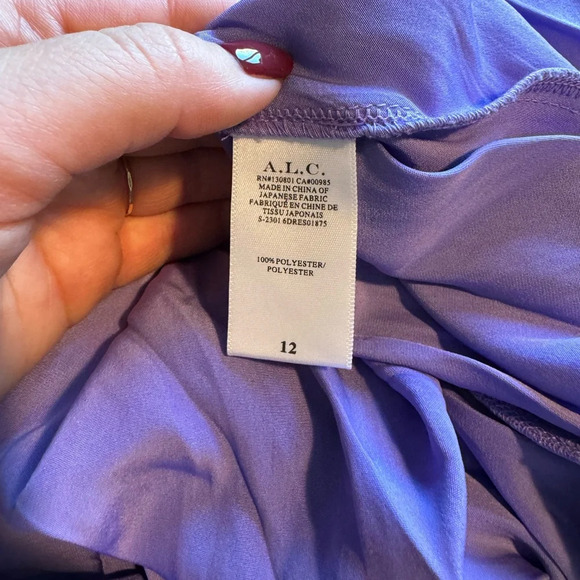 A.L.C.
RN#130801 CA#00985
MADE IN CHINA OF
JAPANESE FABRIC
FABRIQUÉ EN CHINE DE
TISSU JAPONAIS
S-23016DRES01875
100% POLYESTER/
POLYESTER
12